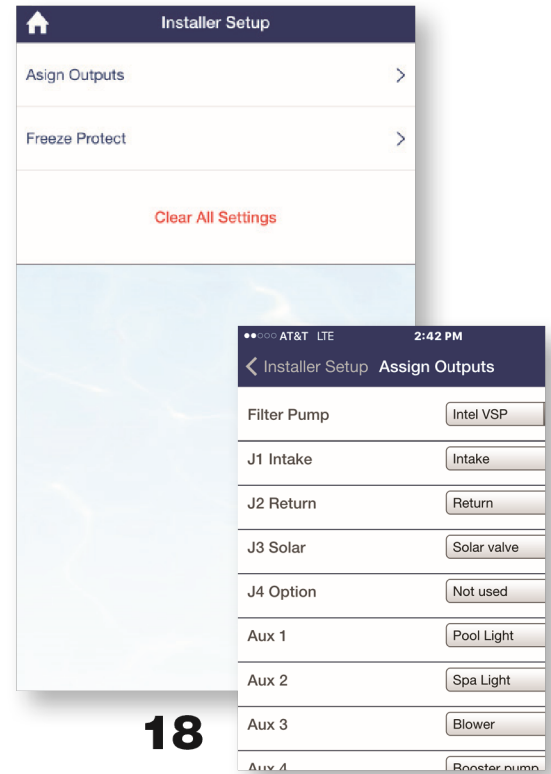 Installer Setup
Asign Outputs
Freeze Protect
Clear All Settings
AT&T LTE 2:42 PM
Installer Setup Assign Outputs
Filter Pump Intel VSP
J1 Intake Intake
J2 Return Return
J3 Solar Solar valve
J4 Option Not used
Aux 1 Pool Light
Aux 2 Spa Light
Aux 3 Blower
Aux 4 Booster pump
18